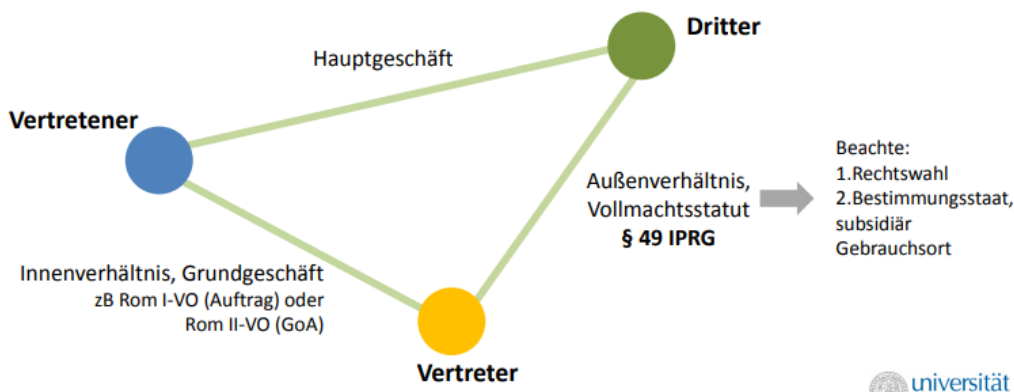 Dritter
Hauptgeschäft
Vertretener
Beachte:
1.Rechtswahl
2.Bestimmungsstaat,
subsidiär
Gebrauchsort
Außenverhältnis,
Vollmachtsstatut
§ 49 IPRG
Innenverhältnis, Grundgeschäft
zB Rom I-VO (Auftrag) oder
Rom II-VO (GoA)
Vertreter
universität